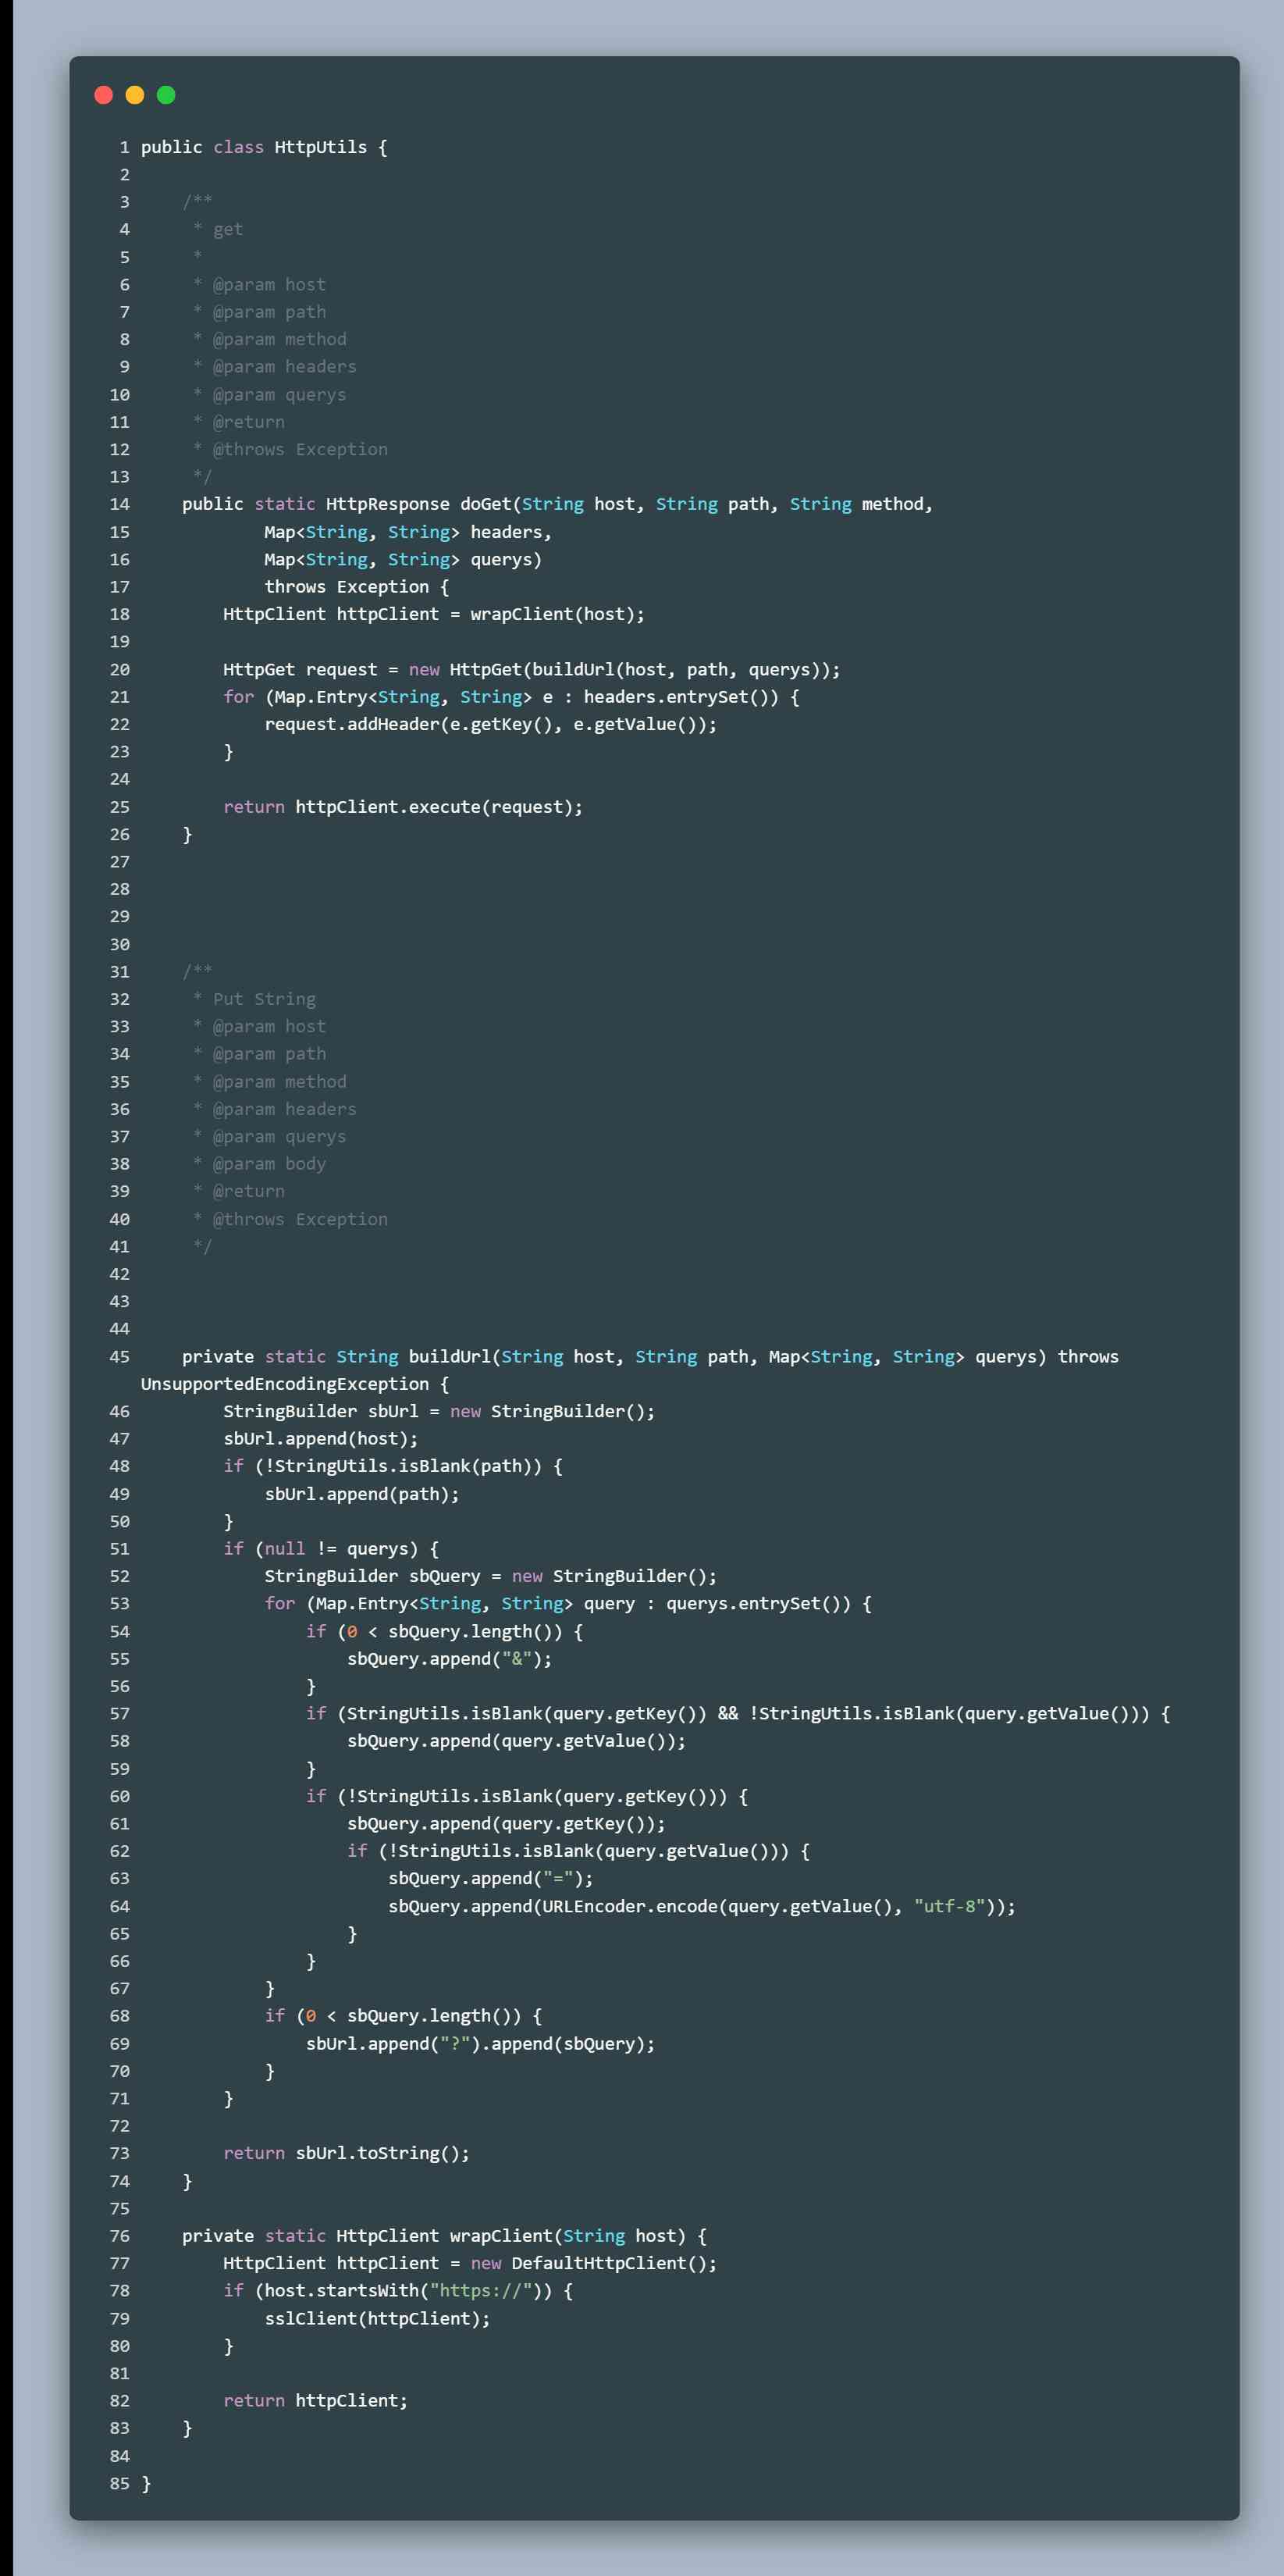 1 public class HttpUtils {
2
3     /**
4      * get
5      *
6      * @param host
7      * @param path
8      * @param method
9      * @param headers
10      * @param querys
11      * @return
12      * @throws Exception
13      */
14     public static HttpResponse doGet(String host, String path, String method,
15             Map<String, String> headers,
16             Map<String, String> querys)
17             throws Exception {
18         HttpClient httpClient = wrapClient(host);
19
20         HttpGet request = new HttpGet(buildUrl(host, path, querys));
21         for (Map.Entry<String, String> e : headers.entrySet()) {
22             request.addHeader(e.getKey(), e.getValue());
23         }
24
25         return httpClient.execute(request);
26     }
27
28
29
30
31     /**
32      * Put String
33      * @param host
34      * @param path
35      * @param method
36      * @param headers
37      * @param querys
38      * @param body
39      * @return
40      * @throws Exception
41      */
42
43
44
45     private static String buildUrl(String host, String path, Map<String, String> querys) throws
UnsupportedEncodingException {
46         StringBuilder sbUrl = new StringBuilder();
47         sbUrl.append(host);
48         if (!StringUtils.isBlank(path)) {
49             sbUrl.append(path);
50         }
51         if (null != querys) {
52             StringBuilder sbQuery = new StringBuilder();
53             for (Map.Entry<String, String> query : querys.entrySet()) {
54                 if (0 < sbQuery.length()) {
55                     sbQuery.append("&");
56                 }
57                 if (StringUtils.isBlank(query.getKey()) && !StringUtils.isBlank(query.getValue())) {
58                     sbQuery.append(query.getValue());
59                 }
60                 if (!StringUtils.isBlank(query.getKey())) {
61                     sbQuery.append(query.getKey());
62                     if (!StringUtils.isBlank(query.getValue())) {
63                         sbQuery.append("=");
64                         sbQuery.append(URLEncoder.encode(query.getValue(), "utf-8"));
65                     }
66                 }
67             }
68             if (0 < sbQuery.length()) {
69                 sbUrl.append("?").append(sbQuery);
70             }
71         }
72
73         return sbUrl.toString();
74     }
75
76     private static HttpClient wrapClient(String host) {
77         HttpClient httpClient = new DefaultHttpClient();
78         if (host.startsWith("https://")) {
79             sslClient(httpClient);
80         }
81
82         return httpClient;
83     }
84
85 }